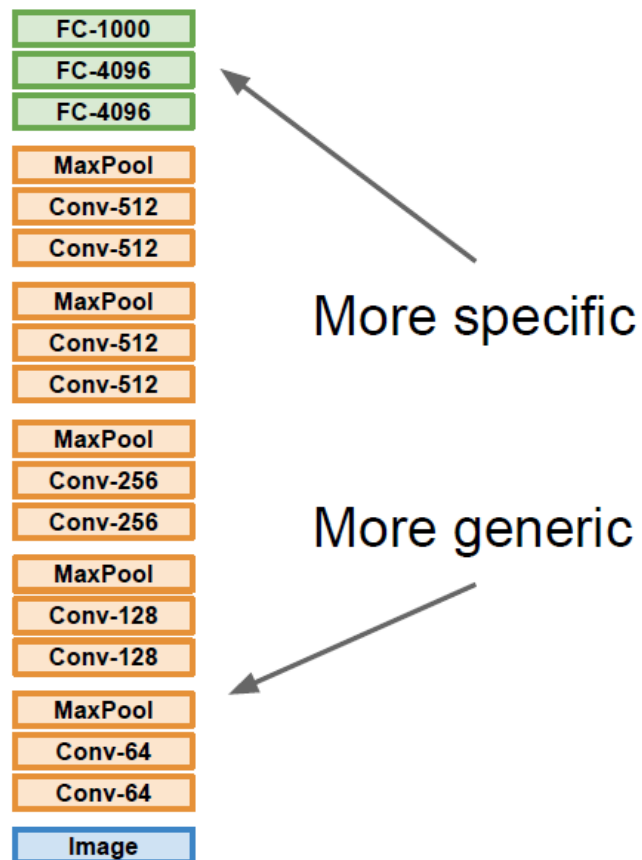 FC-1000
FC-4096
FC-4096
MaxPool
Conv-512
Conv-512
MaxPool
Conv-512
Conv-512
MaxPool
Conv-256
Conv-256
MaxPool
Conv-128
Conv-128
MaxPool
Conv-64
Conv-64
Image
More specific
More generic